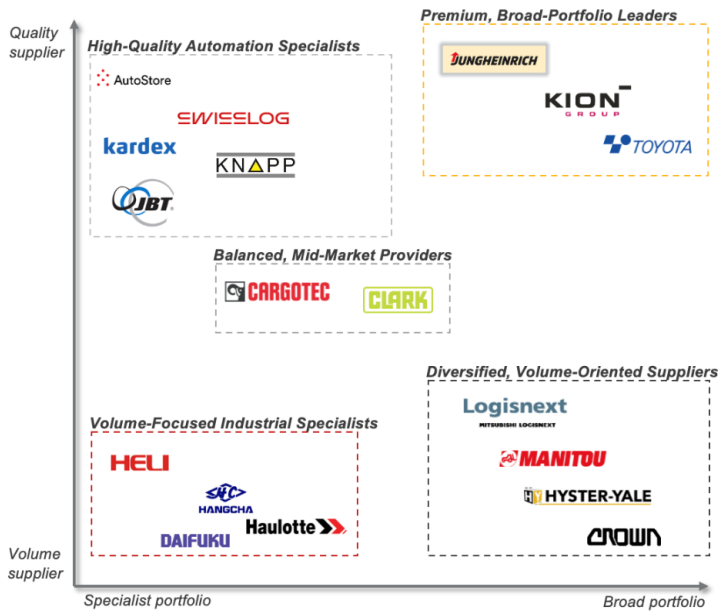 Quality
supplier
Premium, Broad-Portfolio Leaders
High-Quality Automation Specialists
JUNGHEINRICH
AutoStore
KION
GROUP
SWISSLOG
kardex
TOYOTA
KNAPP
JBT
Balanced, Mid-Market Providers
CARGOTEC
CLARK
Diversified, Volume-Oriented Suppliers
Logisnext
MITSUBISHI LOGISNEXT
Volume-Focused Industrial Specialists
HELI
MANITOU
HC
HANGCHA
HY HYSTER-YALE
Haulotte
DAIFUKU
CROWN
Volume
supplier
Specialist portfolio
Broad portfolio